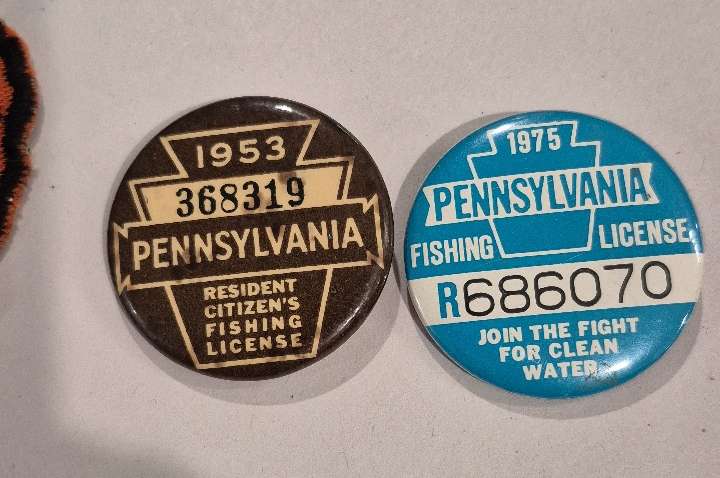 1953
368319
PENNSYLVANIA
RESIDENT
CITIZEN'S
FISHING
LICENSE
1975
PENNSYLVANIA
FISHING LICENSE
R686070
JOIN THE FIGHT
FOR CLEAN
WATER